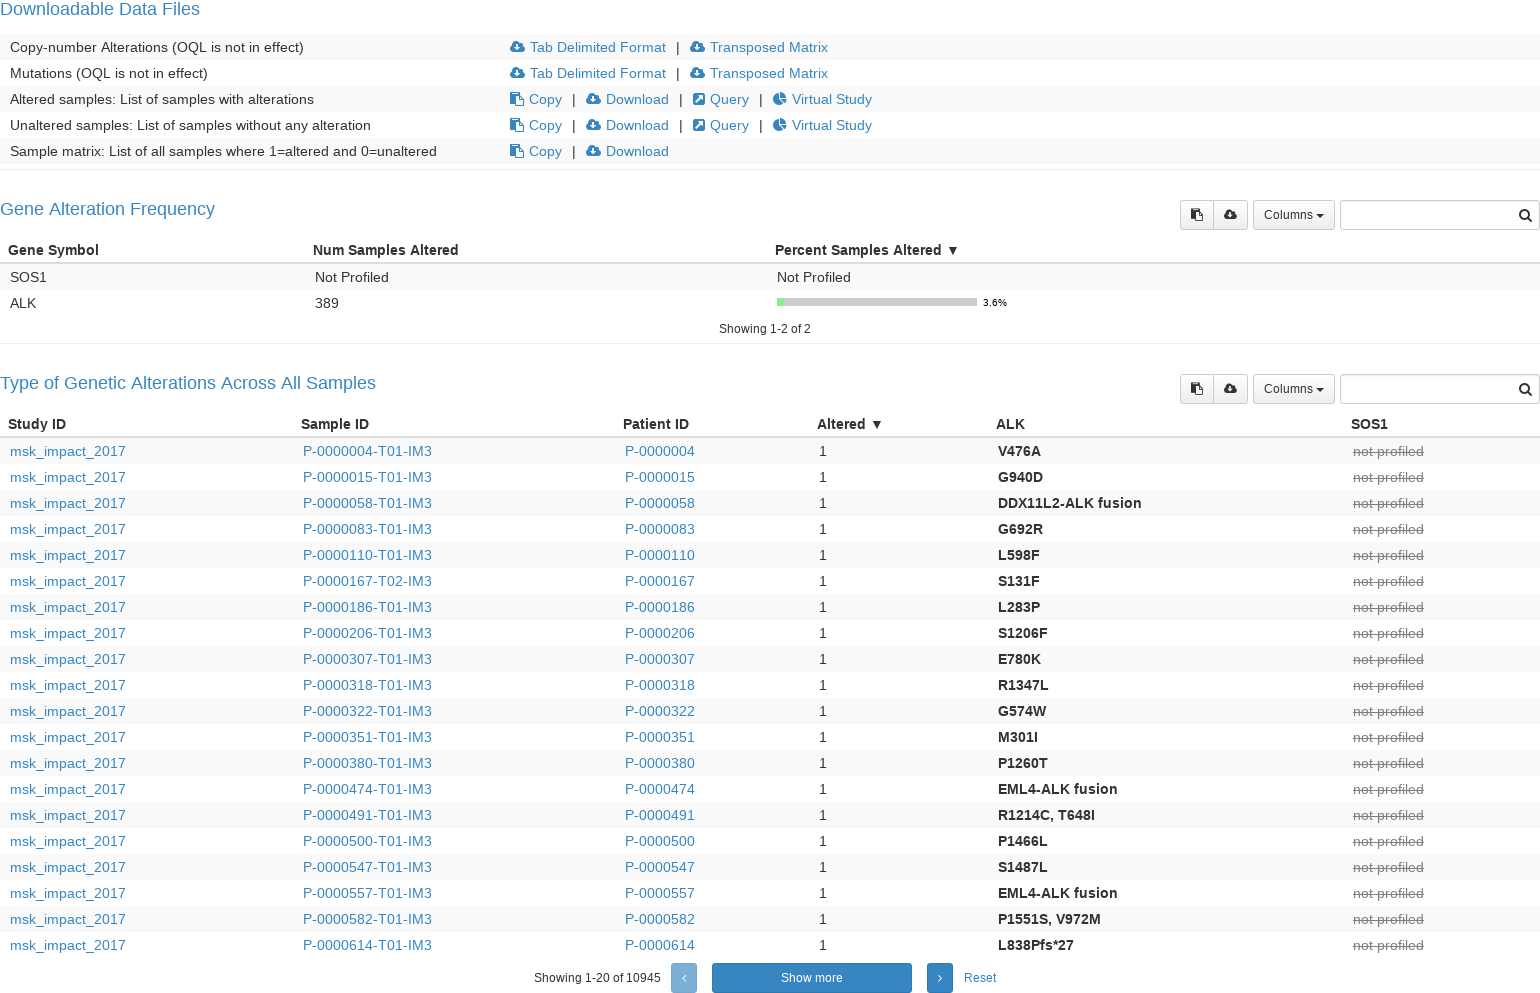 Downloadable Data Files
Copy-number Alterations (OQL is not in effect) Tab Delimited Format | Transposed Matrix
Mutations (OQL is not in effect) Tab Delimited Format | Transposed Matrix
Altered samples: List of samples with alterations Copy | Download | Query | Virtual Study
Unaltered samples: List of samples without any alteration Copy | Download | Query | Virtual Study
Sample matrix: List of all samples where 1=altered and 0=unaltered Copy | Download
Gene Alteration Frequency Columns
Gene Symbol Num Samples Altered Percent Samples Altered ▼
SOS1 Not Profiled Not Profiled
ALK 389 3.6%
Showing 1-2 of 2
Type of Genetic Alterations Across All Samples Columns
Study ID Sample ID Patient ID Altered ▼ ALK SOS1
msk_impact_2017 P-0000004-T01-IM3 P-0000004 1 V476A not profiled
msk_impact_2017 P-0000015-T01-IM3 P-0000015 1 G940D not profiled
msk_impact_2017 P-0000058-T01-IM3 P-0000058 1 DDX11L2-ALK fusion not profiled
msk_impact_2017 P-0000083-T01-IM3 P-0000083 1 G692R not profiled
msk_impact_2017 P-0000110-T01-IM3 P-0000110 1 L598F not profiled
msk_impact_2017 P-0000167-T02-IM3 P-0000167 1 S131F not profiled
msk_impact_2017 P-0000186-T01-IM3 P-0000186 1 L283P not profiled
msk_impact_2017 P-0000206-T01-IM3 P-0000206 1 S1206F not profiled
msk_impact_2017 P-0000307-T01-IM3 P-0000307 1 E780K not profiled
msk_impact_2017 P-0000318-T01-IM3 P-0000318 1 R1347L not profiled
msk_impact_2017 P-0000322-T01-IM3 P-0000322 1 G574W not profiled
msk_impact_2017 P-0000351-T01-IM3 P-0000351 1 M301I not profiled
msk_impact_2017 P-0000380-T01-IM3 P-0000380 1 P1260T not profiled
msk_impact_2017 P-0000474-T01-IM3 P-0000474 1 EML4-ALK fusion not profiled
msk_impact_2017 P-0000491-T01-IM3 P-0000491 1 R1214C, T648I not profiled
msk_impact_2017 P-0000500-T01-IM3 P-0000500 1 P1466L not profiled
msk_impact_2017 P-0000547-T01-IM3 P-0000547 1 S1487L not profiled
msk_impact_2017 P-0000557-T01-IM3 P-0000557 1 EML4-ALK fusion not profiled
msk_impact_2017 P-0000582-T01-IM3 P-0000582 1 P1551S, V972M not profiled
msk_impact_2017 P-0000614-T01-IM3 P-0000614 1 L838Pfs*27 not profiled
Showing 1-20 of 10945 ‹ Show more › Reset